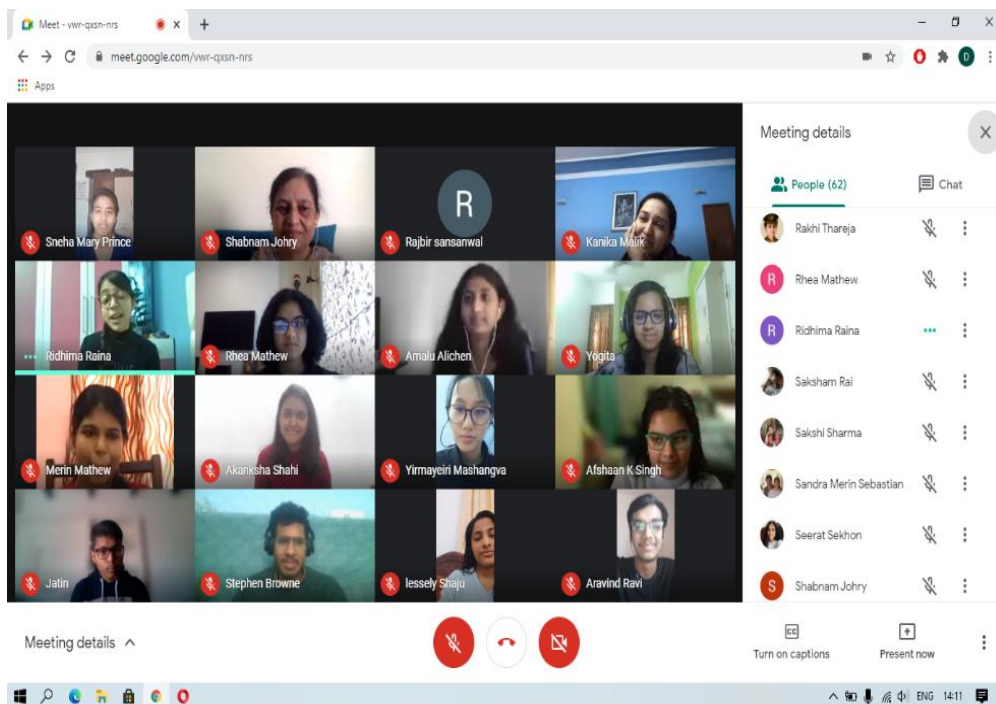 Meet - vwr-qxsn-nrs
meet.google.com/vwr-qxsn-nrs
D
Apps
Meeting details
People (62)
Chat
Sneha Mary Prince
Shabnam Johry
R
Rajbir sansanwal
Kanika Malik
Ridhima Raina
Rhea Mathew
Amalu Alichen
Yogita
Merin Mathew
Akanksha Shahi
Yirmayeiri Mashangva
Afshaan K Singh
Jatin
Stephen Browne
lessely Shaju
Aravind Ravi
Rakhi Thareja
R Rhea Mathew
R Ridhima Raina
Saksham Rai
Sakshi Sharma
Sandra Merin Sebastian
Seerat Sekhon
S Shabnam Johry
Meeting details
CC
Turn on captions
Present now
ENG 14:11